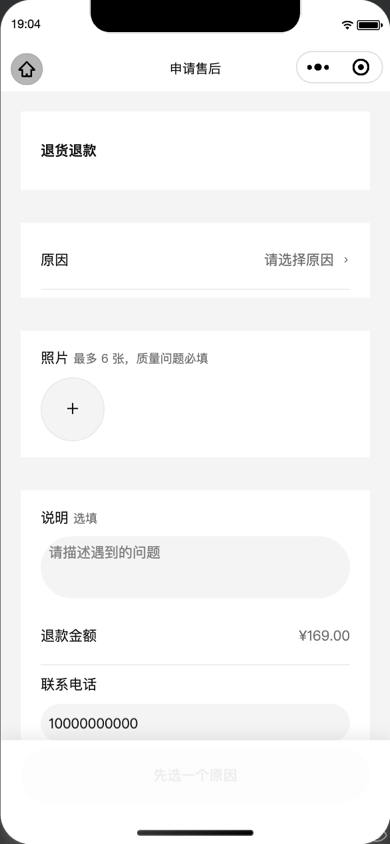 19:04
申请售后
退货退款
原因
请选择原因 ›
照片 最多 6 张，质量问题必填
+
说明 选填
请描述遇到的问题
退款金额
¥169.00
联系电话
10000000000
先选一个原因